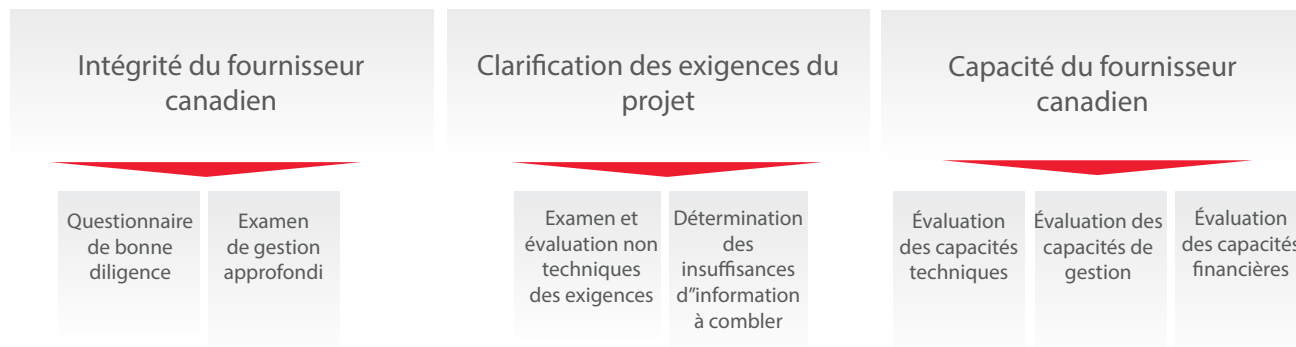 Intégrité du fournisseur
canadien
Clarification des exigences du
projet
Capacité du fournisseur
canadien
Questionnaire
de bonne
diligence
Examen
de gestion
approfondi
Examen et
évaluation non
techniques
des exigences
Détermination
des
insuffisances
d"information
à combler
Évaluation
des capacités
techniques
Évaluation des
capacités de
gestion
Évaluation
des capacités
financières